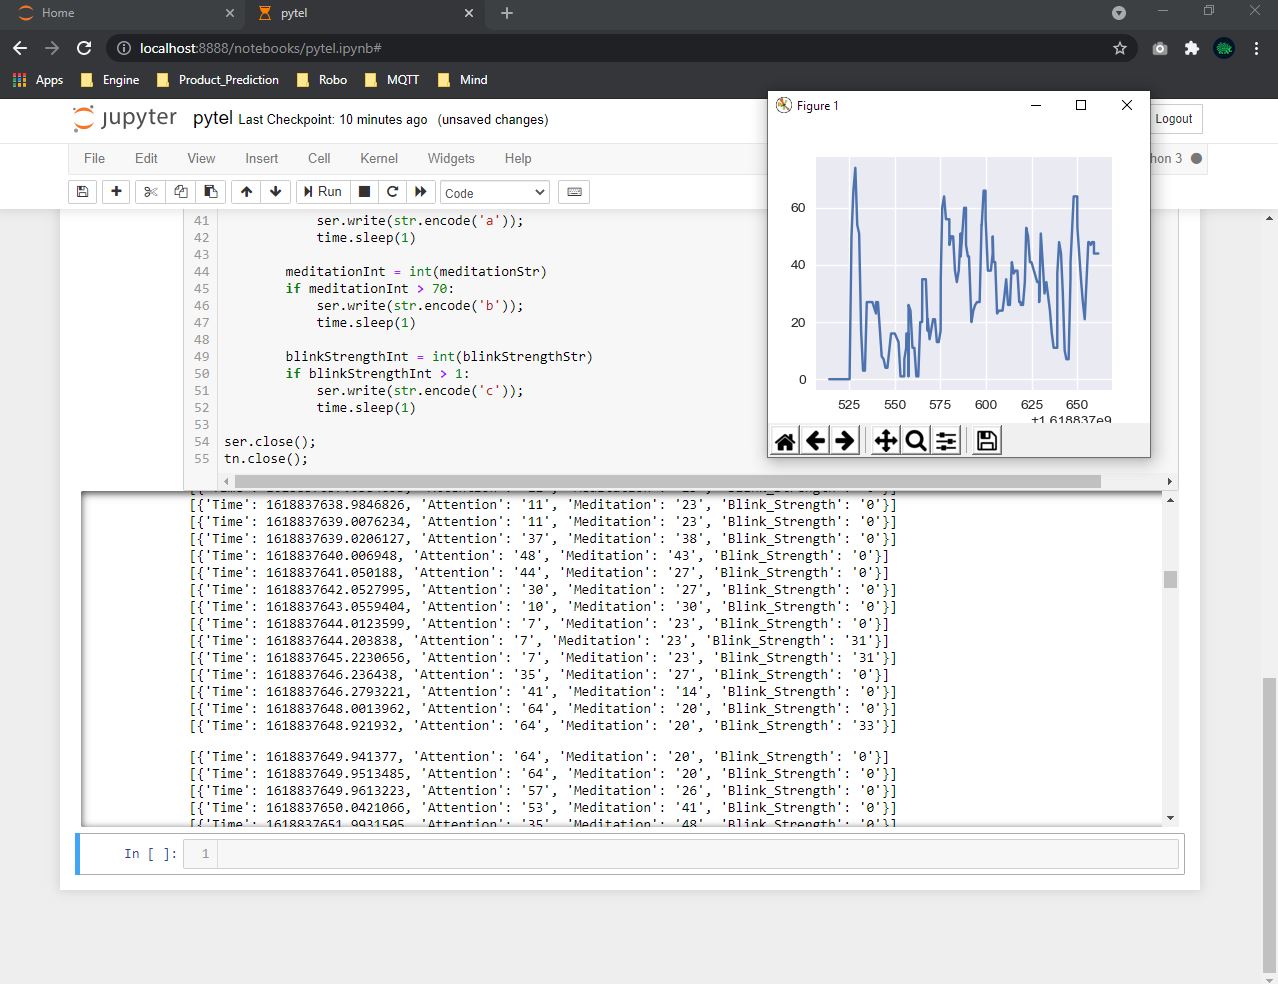 Home
pytel
localhost:8888/notebooks/pytel.ipynb#
Apps Engine Product_Prediction Robo MQTT Mind
jupyter pytel Last Checkpoint: 10 minutes ago (unsaved changes)
Logout
File Edit View Insert Cell Kernel Widgets Help
hon 3
Run
Code
41 ser.write(str.encode('a'));
42 time.sleep(1)
43
44 meditationInt = int(meditationStr)
45 if meditationInt > 70:
46 ser.write(str.encode('b'));
47 time.sleep(1)
48
49 blinkStrengthInt = int(blinkStrengthStr)
50 if blinkStrengthInt > 1:
51 ser.write(str.encode('c'));
52 time.sleep(1)
53
54 ser.close();
55 tn.close();
Figure 1
60
40
20
0
525 550 575 600 625 650
+1.618837e9
[{'Time': 1618837638.9846826, 'Attention': '11', 'Meditation': '23', 'Blink_Strength': '0'}]
[{'Time': 1618837639.0076234, 'Attention': '11', 'Meditation': '23', 'Blink_Strength': '0'}]
[{'Time': 1618837639.0206127, 'Attention': '37', 'Meditation': '38', 'Blink_Strength': '0'}]
[{'Time': 1618837640.006948, 'Attention': '48', 'Meditation': '43', 'Blink_Strength': '0'}]
[{'Time': 1618837641.050188, 'Attention': '44', 'Meditation': '27', 'Blink_Strength': '0'}]
[{'Time': 1618837642.0527995, 'Attention': '30', 'Meditation': '27', 'Blink_Strength': '0'}]
[{'Time': 1618837643.0559404, 'Attention': '10', 'Meditation': '30', 'Blink_Strength': '0'}]
[{'Time': 1618837644.0123599, 'Attention': '7', 'Meditation': '23', 'Blink_Strength': '0'}]
[{'Time': 1618837644.203838, 'Attention': '7', 'Meditation': '23', 'Blink_Strength': '31'}]
[{'Time': 1618837645.2230656, 'Attention': '7', 'Meditation': '23', 'Blink_Strength': '31'}]
[{'Time': 1618837646.236438, 'Attention': '35', 'Meditation': '27', 'Blink_Strength': '0'}]
[{'Time': 1618837646.2793221, 'Attention': '41', 'Meditation': '14', 'Blink_Strength': '0'}]
[{'Time': 1618837648.0013962, 'Attention': '64', 'Meditation': '20', 'Blink_Strength': '0'}]
[{'Time': 1618837648.921932, 'Attention': '64', 'Meditation': '20', 'Blink_Strength': '33'}]
[{'Time': 1618837649.941377, 'Attention': '64', 'Meditation': '20', 'Blink_Strength': '0'}]
[{'Time': 1618837649.9513485, 'Attention': '64', 'Meditation': '20', 'Blink_Strength': '0'}]
[{'Time': 1618837649.9613223, 'Attention': '57', 'Meditation': '26', 'Blink_Strength': '0'}]
[{'Time': 1618837650.0421066, 'Attention': '53', 'Meditation': '41', 'Blink_Strength': '0'}]
[{'Time': 1618837651.9931505, 'Attention': '35', 'Meditation': '48', 'Blink_Strength': '0'}]
In [ ]: 1